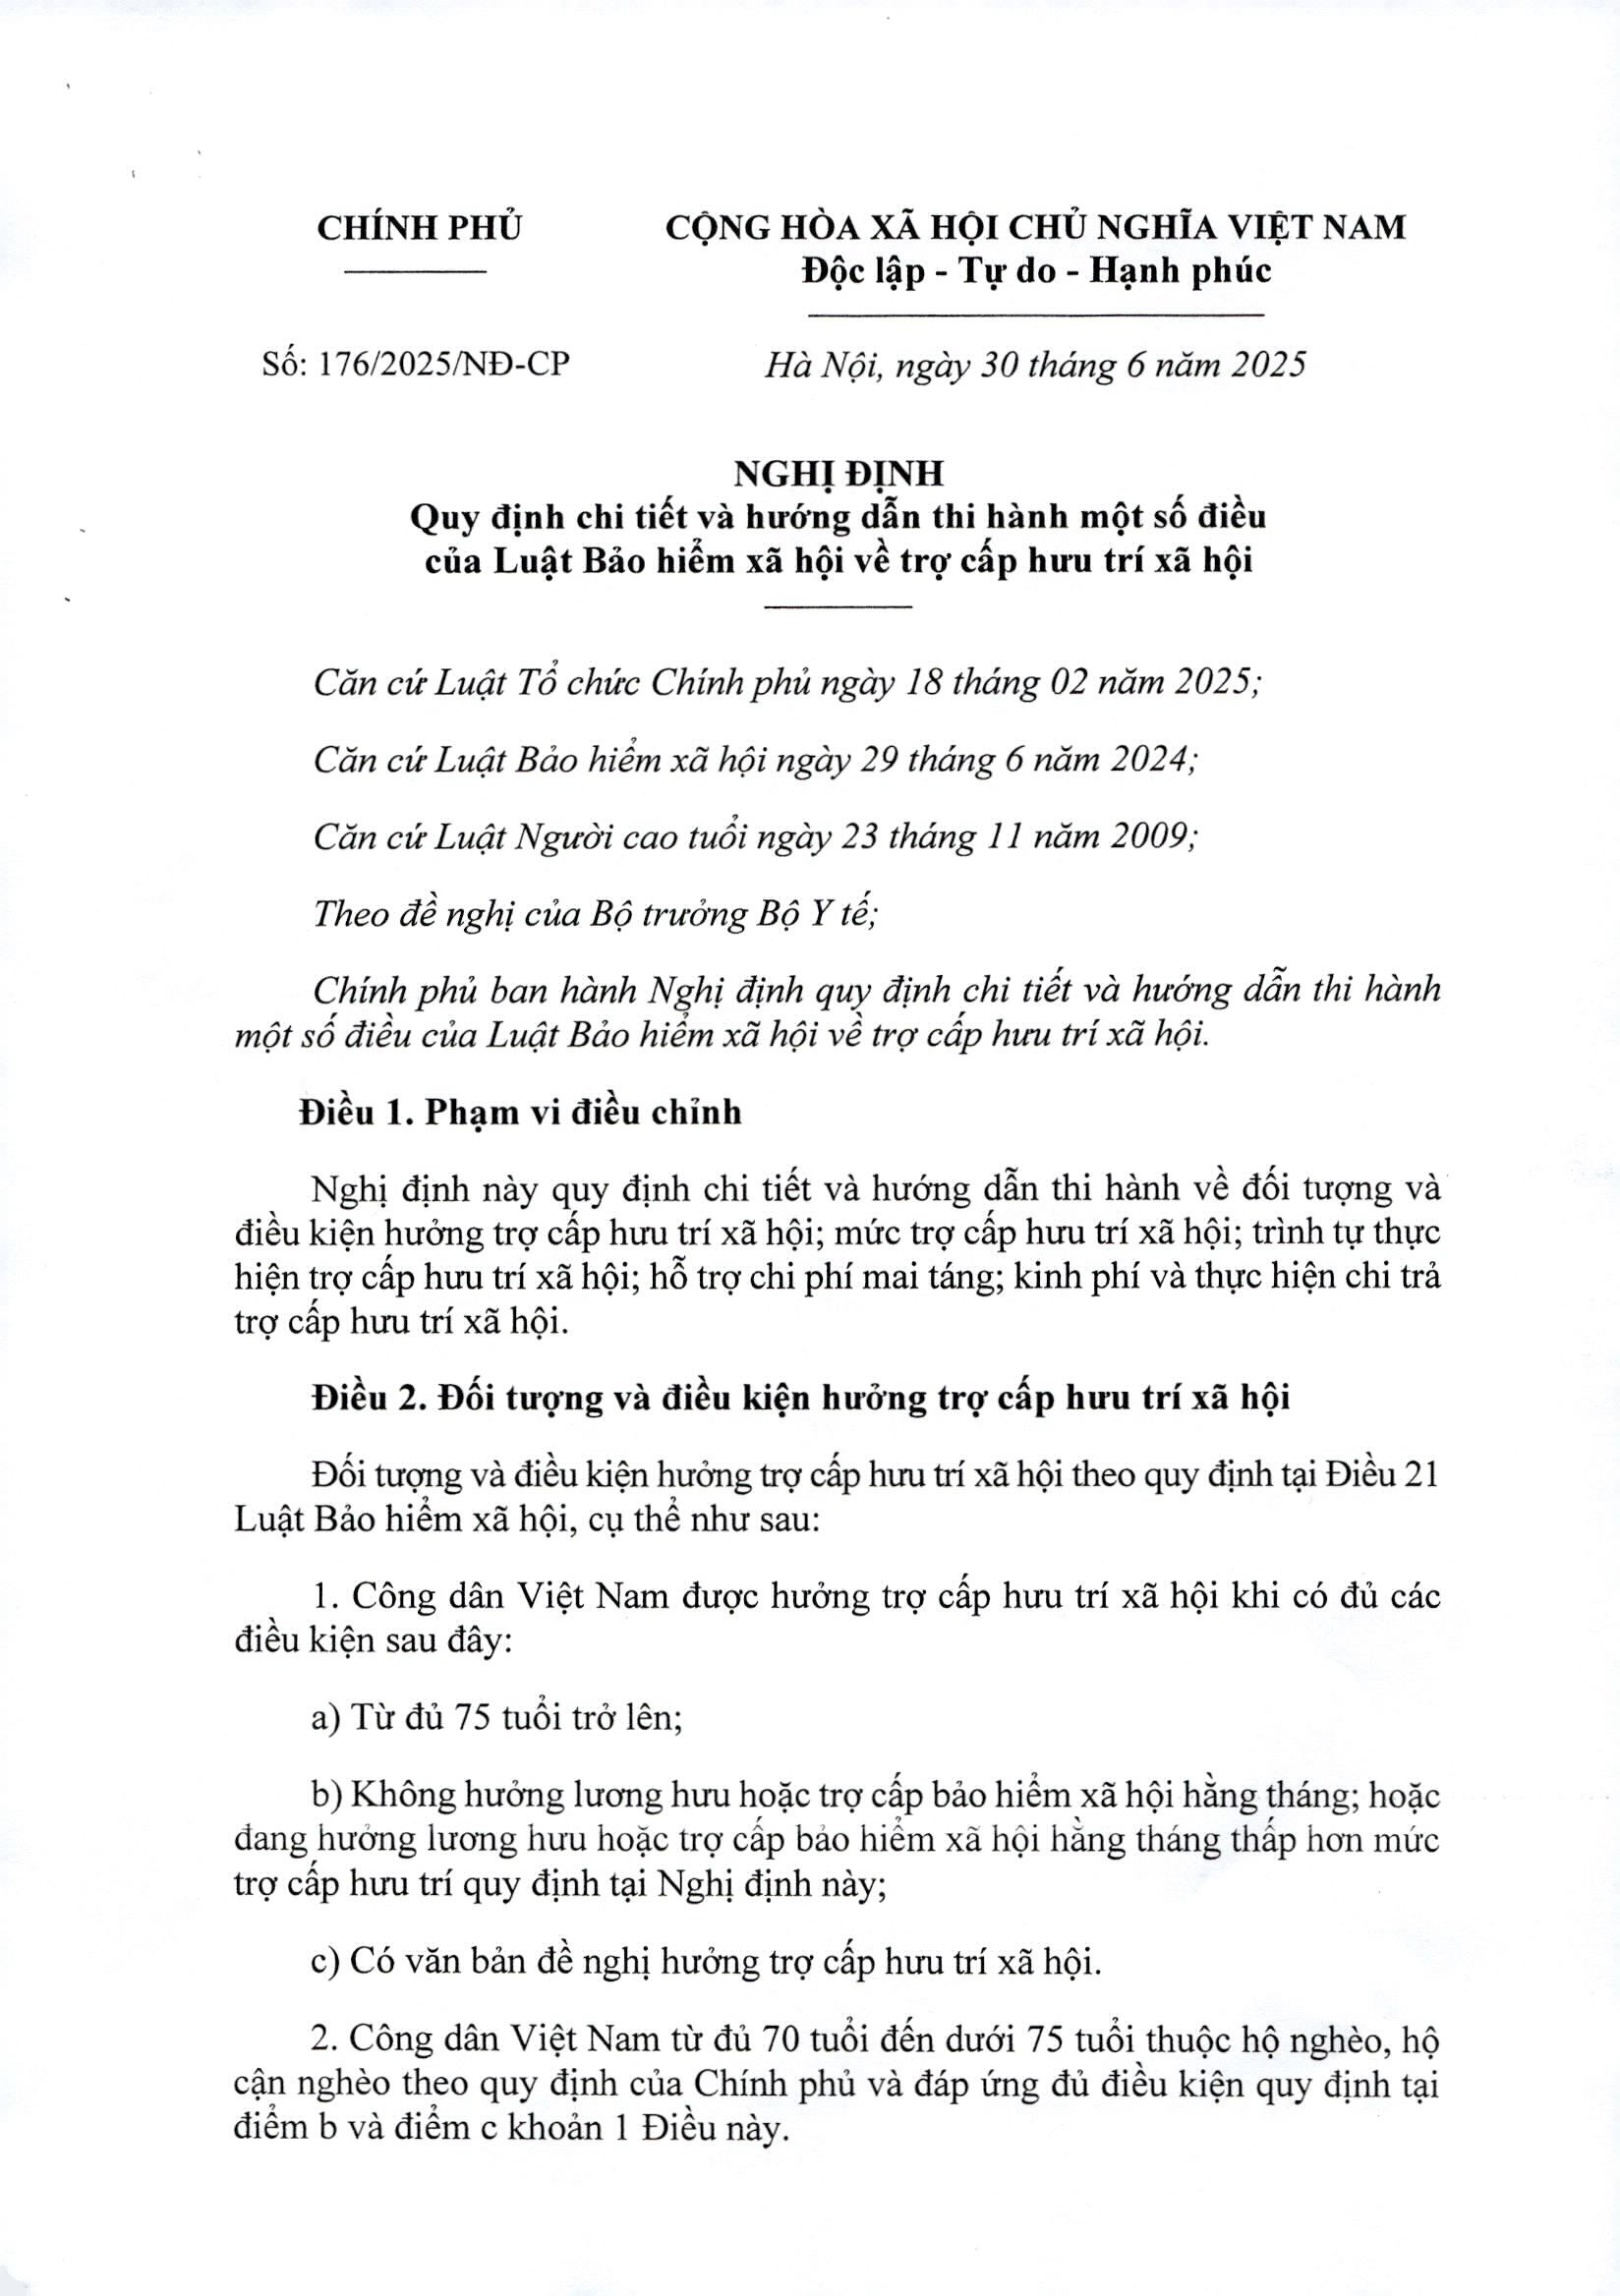 CHÍNH PHỦ
CỘNG HÒA XÃ HỘI CHỦ NGHĨA VIỆT NAM
Độc lập - Tự do - Hạnh phúc
Số: 176/2025/NĐ-CP
Hà Nội, ngày 30 tháng 6 năm 2025
NGHỊ ĐỊNH
Quy định chi tiết và hướng dẫn thi hành một số điều
của Luật Bảo hiểm xã hội về trợ cấp hưu trí xã hội
Căn cứ Luật Tổ chức Chính phủ ngày 18 tháng 02 năm 2025;
Căn cứ Luật Bảo hiểm xã hội ngày 29 tháng 6 năm 2024;
Căn cứ Luật Người cao tuổi ngày 23 tháng 11 năm 2009;
Theo đề nghị của Bộ trưởng Bộ Y tế;
Chính phủ ban hành Nghị định quy định chi tiết và hướng dẫn thi hành
một số điều của Luật Bảo hiểm xã hội về trợ cấp hưu trí xã hội.
Điều 1. Phạm vi điều chỉnh
Nghị định này quy định chi tiết và hướng dẫn thi hành về đối tượng và
điều kiện hưởng trợ cấp hưu trí xã hội; mức trợ cấp hưu trí xã hội; trình tự thực
hiện trợ cấp hưu trí xã hội; hỗ trợ chi phí mai táng; kinh phí và thực hiện chi trả
trợ cấp hưu trí xã hội.
Điều 2. Đối tượng và điều kiện hưởng trợ cấp hưu trí xã hội
Đối tượng và điều kiện hưởng trợ cấp hưu trí xã hội theo quy định tại Điều 21
Luật Bảo hiểm xã hội, cụ thể như sau:
1. Công dân Việt Nam được hưởng trợ cấp hưu trí xã hội khi có đủ các
điều kiện sau đây:
a) Từ đủ 75 tuổi trở lên;
b) Không hưởng lương hưu hoặc trợ cấp bảo hiểm xã hội hằng tháng; hoặc
đang hưởng lương hưu hoặc trợ cấp bảo hiểm xã hội hằng tháng thấp hơn mức
trợ cấp hưu trí quy định tại Nghị định này;
c) Có văn bản đề nghị hưởng trợ cấp hưu trí xã hội.
2. Công dân Việt Nam từ đủ 70 tuổi đến dưới 75 tuổi thuộc hộ nghèo, hộ
cận nghèo theo quy định của Chính phủ và đáp ứng đủ điều kiện quy định tại
điểm b và điểm c khoản 1 Điều này.